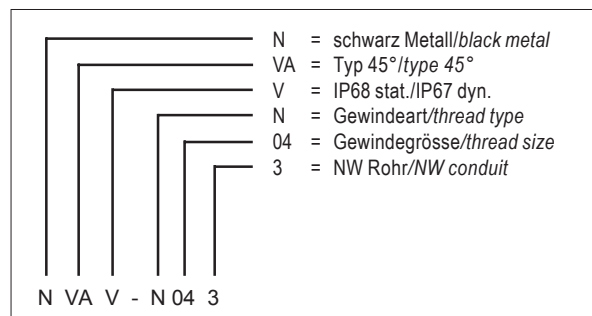 N = schwarz Metall/black metal
VA = Typ 45°/type 45°
V = IP68 stat./IP67 dyn.
N = Gewindeart/thread type
04 = Gewindegrösse/thread size
3 = NW Rohr/NW conduit
N VA V - N 04 3